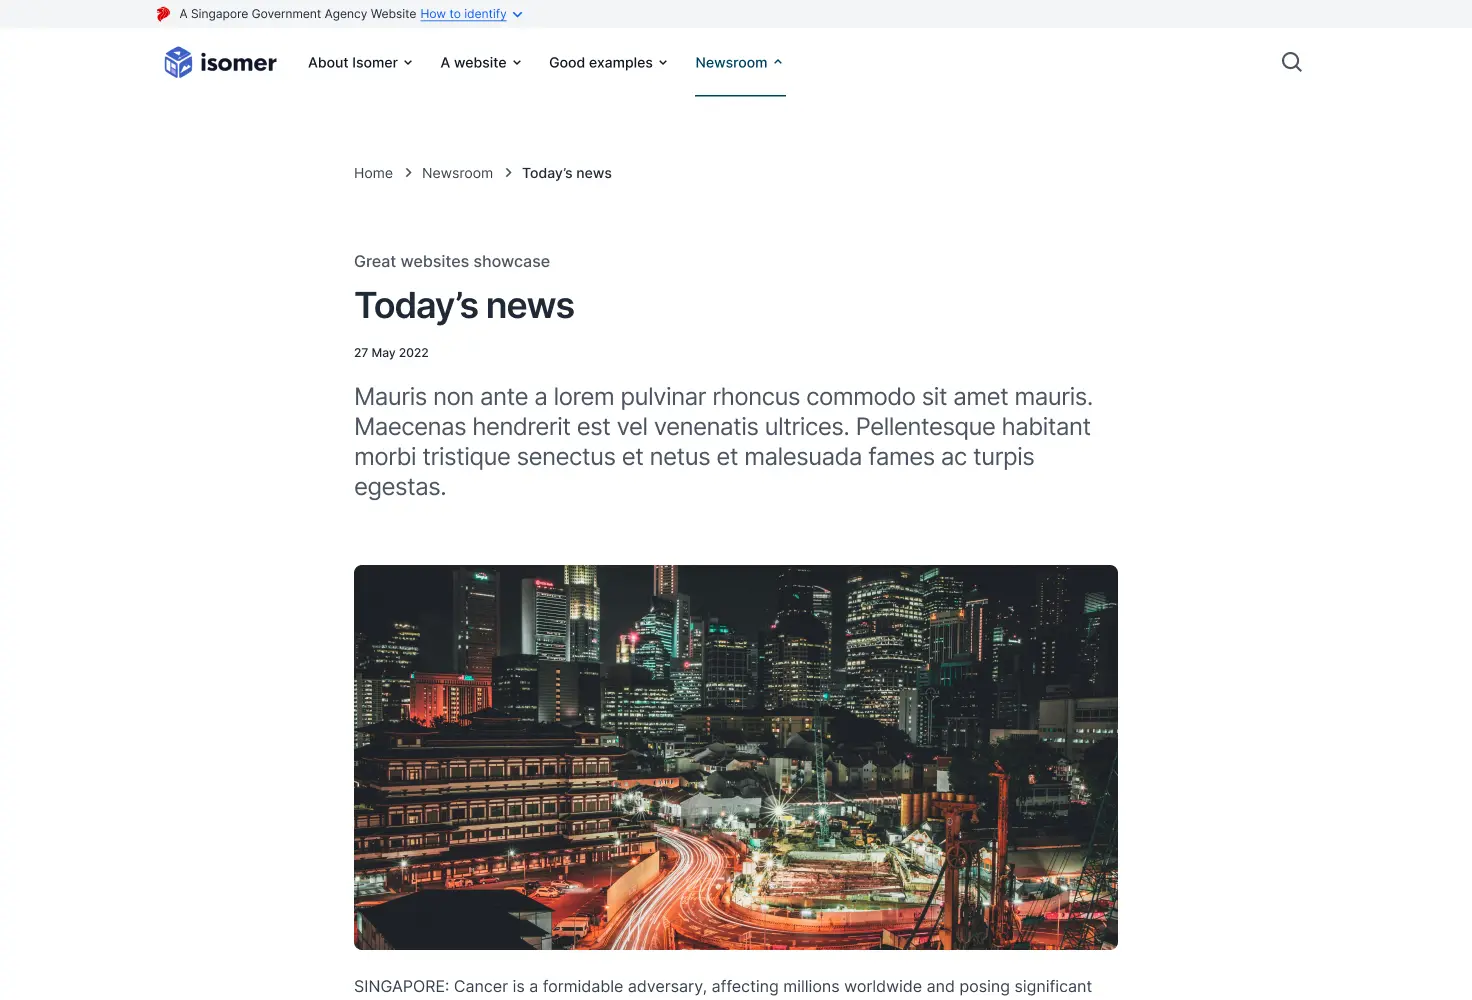 A Singapore Government Agency Website How to identify
isomer About Isomer A website Good examples Newsroom
Home Newsroom Today’s news
Great websites showcase
Today’s news
27 May 2022
Mauris non ante a lorem pulvinar rhoncus commodo sit amet mauris.
Maecenas hendrerit est vel venenatis ultrices. Pellentesque habitant
morbi tristique senectus et netus et malesuada fames ac turpis
egestas.
SINGAPORE: Cancer is a formidable adversary, affecting millions worldwide and posing significant